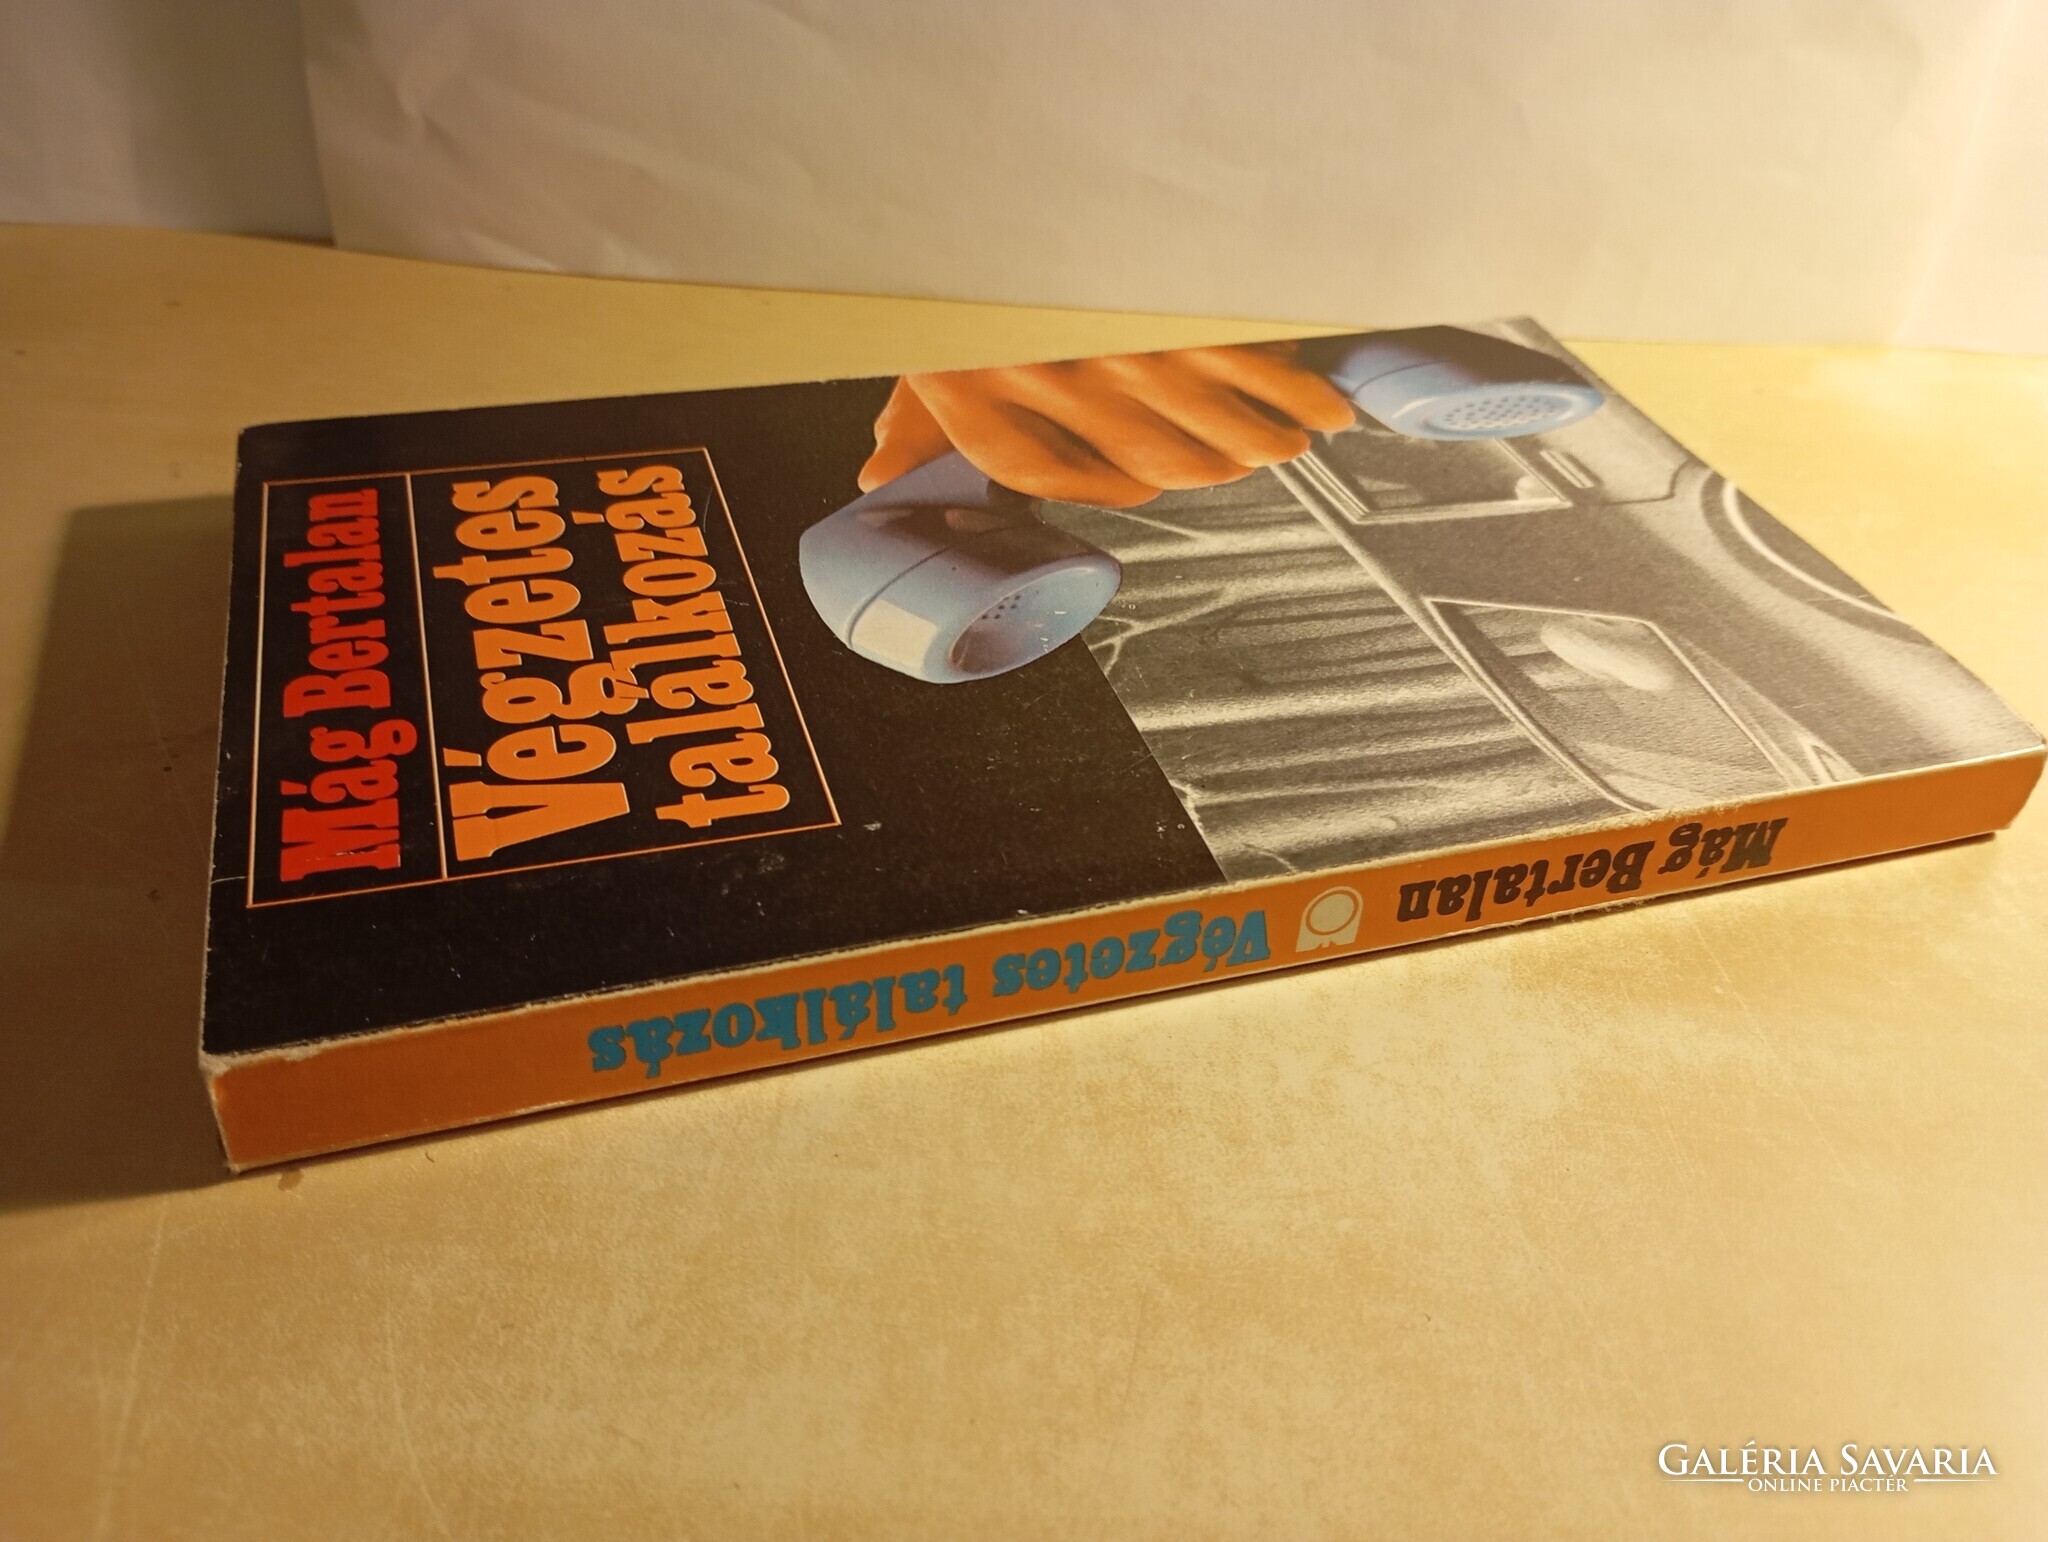 Mág Bertalan
Végzetes
találkozás
Mág Bertalan Végzetes találkozás
GALÉRIA SAVARIA
ONLINE PIACTÉR